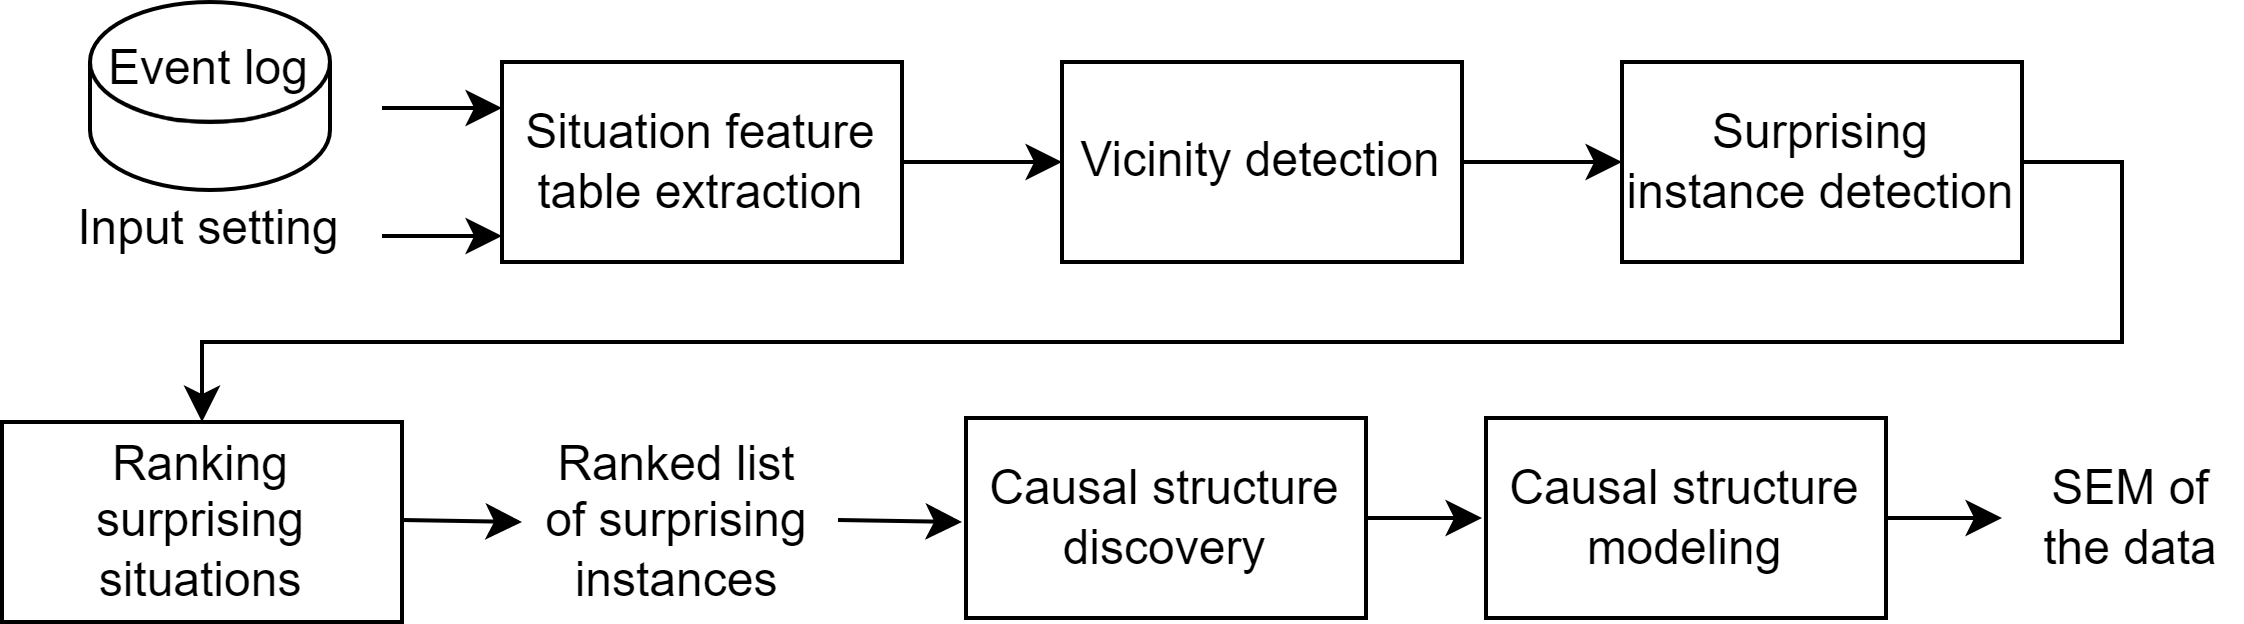 Event log
Input setting
Situation feature
table extraction
Vicinity detection
Surprising
instance detection
Ranking
surprising
situations
Ranked list
of surprising
instances
Causal structure
discovery
Causal structure
modeling
SEM of
the data